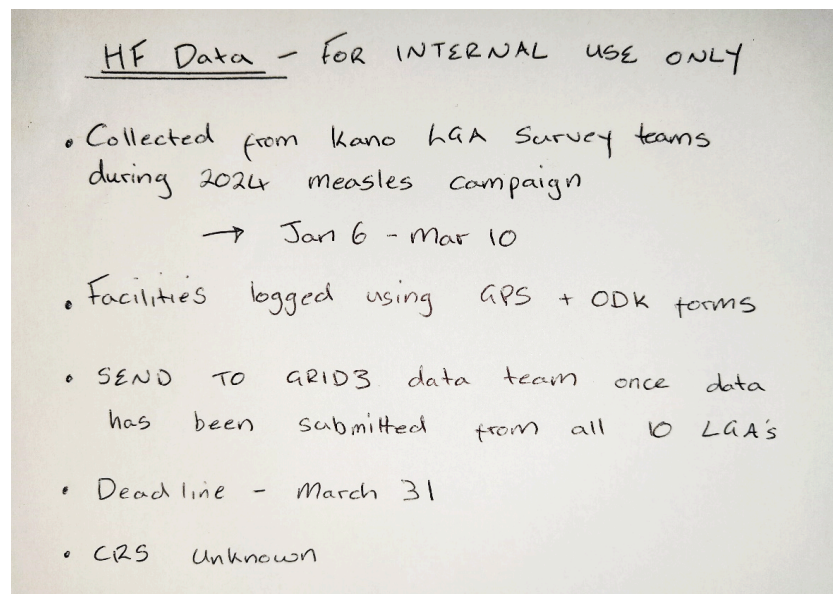 HF Data - FOR INTERNAL USE ONLY
• Collected from Kano LGA Survey teams
during 2024 measles campaign
→ Jan 6 - Mar 10
• Facilities logged using GPS + ODK forms
• SEND TO GRID3 data team once data
has been submitted from all 10 LGA's
• Deadline - March 31
• CRS Unknown